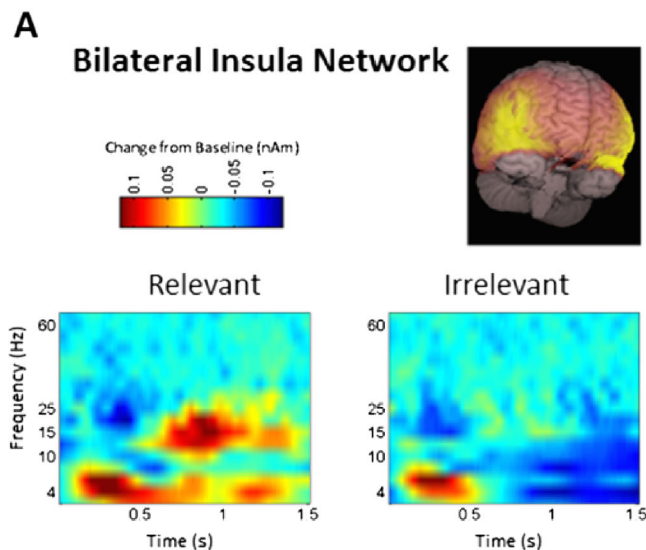 A
Bilateral Insula Network
Change from Baseline (nAm)
0.1 0.05 0 -0.05 -0.1
Relevant Irrelevant
Frequency (Hz)
60 60
25 25
15 15
10 10
4 4
0 5 1 1 5 0 5 1 1 5
Time (s) Time (s)